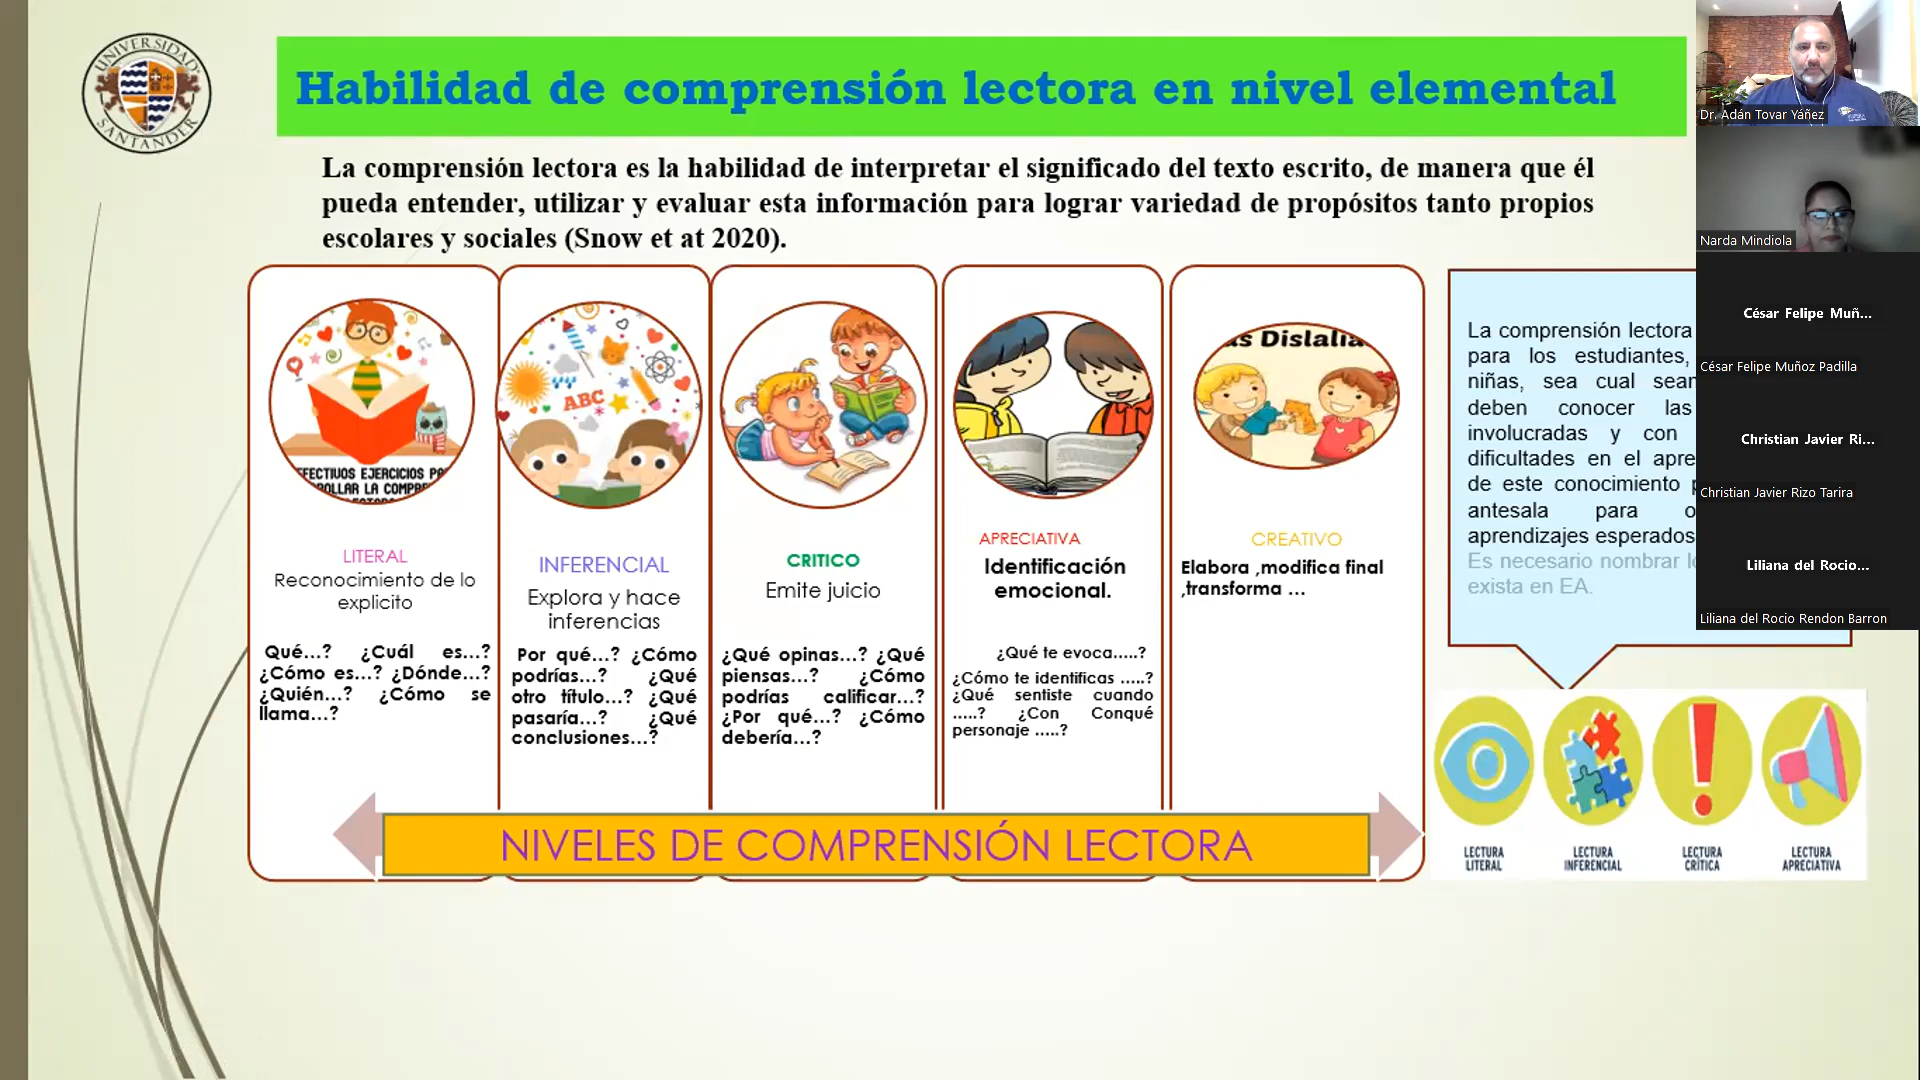 UNIVERSIDAD
SANTANDER
Habilidad de comprensión lectora en nivel elemental
La comprensión lectora es la habilidad de interpretar el significado del texto escrito, de manera que él
pueda entender, utilizar y evaluar esta información para lograr variedad de propósitos tanto propios
escolares y sociales (Snow et at 2020).
EFECTIVOS EJERCICIOS PA
ROLLAR LA COMPRE
LITERAL
Reconocimiento de lo
explicito
Qué...? ¿Cuál es...?
¿Cómo es...? ¿Dónde...?
¿Quién...? ¿Cómo se
llama...?
ABC
INFERENCIAL
Explora y hace
inferencias
Por qué...? ¿Cómo
podrías...? ¿Qué
otro título...? ¿Qué
pasaría...? ¿Qué
conclusiones...?
CRITICO
Emite juicio
¿Qué opinas...? ¿Qué
piensas...? ¿Cómo
podrías calificar...?
¿Por qué...? ¿Cómo
debería...?
APRECIATIVA
Identificación
emocional.
¿Qué te evoca.....?
¿Cómo te identificas .....?
¿Qué sentiste cuando
.....? ¿Con Conqué
personaje .....?
as Dislalia
CREATIVO
Elabora ,modifica final
,transforma ...
NIVELES DE COMPRENSIÓN LECTORA
La comprensión lectora
para los estudiantes,
niñas, sea cual sean
deben conocer las
involucradas y con
dificultades en el apre
de este conocimiento
antesala para o
aprendizajes esperados
Es necesario nombrar
exista en EA.
LECTURA
LITERAL
LECTURA
INFERENCIAL
LECTURA
CRÍTICA
LECTURA
APRECIATIVA
Dr. Adán Tovar Yáñez
Narda Mindiola
César Felipe Muñ...
César Felipe Muñoz Padilla
Christian Javier Ri...
Christian Javier Rizo Tarira
Liliana del Rocio...
Liliana del Rocio Rendon Barron